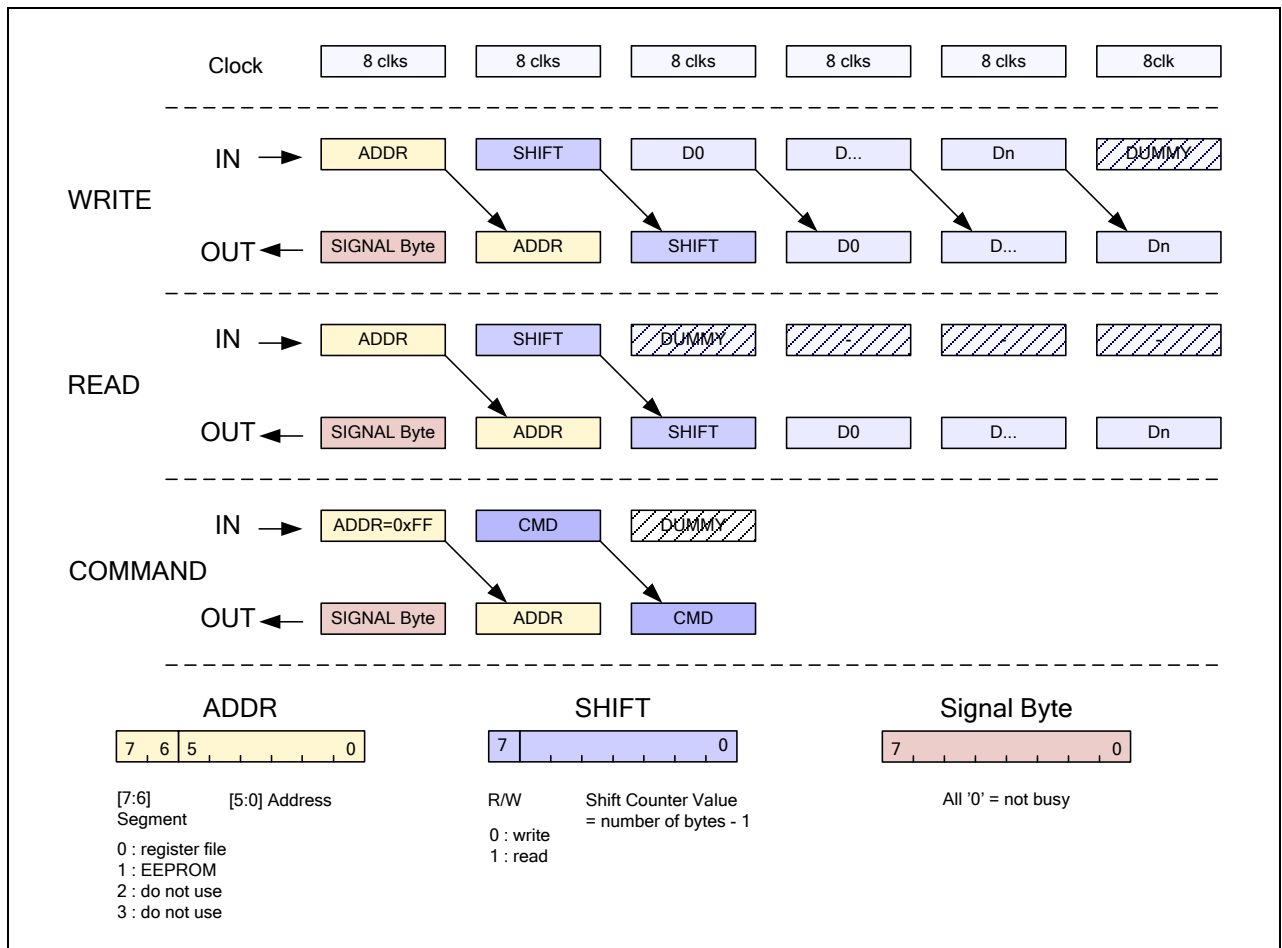 Clock 8 clks 8 clks 8 clks 8 clks 8 clks 8clk
IN ADDR SHIFT D0 D... Dn DUMMY
WRITE
OUT SIGNAL Byte ADDR SHIFT D0 D... Dn
IN ADDR SHIFT DUMMY - - -
READ
OUT SIGNAL Byte ADDR SHIFT D0 D... Dn
IN ADDR=0xFF CMD DUMMY
COMMAND
OUT SIGNAL Byte ADDR CMD
ADDR SHIFT Signal Byte
7 6 5 0 7 0 7 0
[7:6] [5:0] Address
Segment
0 : register file
1 : EEPROM
2 : do not use
3 : do not use
R/W Shift Counter Value
= number of bytes - 1
0 : write
1 : read
All '0' = not busy